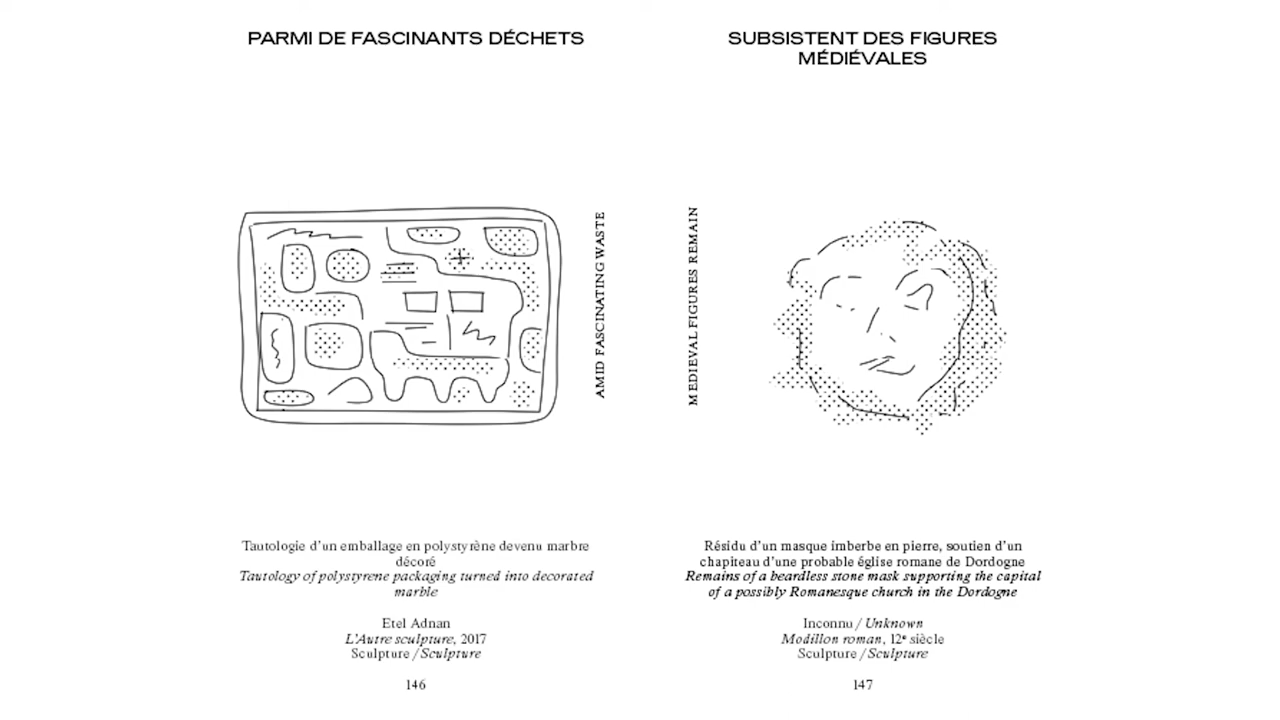 PARMI DE FASCINANTS DÉCHETS
AMID FASCINATING WASTE
Tautologie d’un emballage en polystyrène devenu marbre
décoré
Tautology of polystyrene packaging turned into decorated
marble
Etel Adnan
L’Autre sculpture, 2017
Sculpture / Sculpture
146
SUBSISTENT DES FIGURES
MÉDIÉVALES
MEDIEVAL FIGURES REMAIN
Résidu d’un masque imberbe en pierre, soutien d’un
chapiteau d’une probable église romane de Dordogne
Remains of a beardless stone mask supporting the capital
of a possibly Romanesque church in the Dordogne
Inconnu / Unknown
Modillon roman, 12e siècle
Sculpture / Sculpture
147